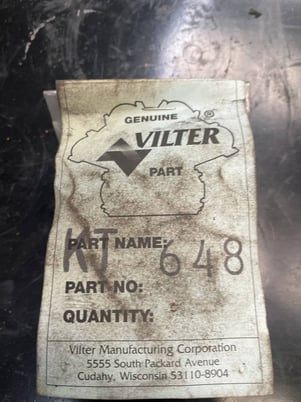 GENUINE
VILTER®
PART
PART NAME:
KJ 648
PART NO:
QUANTITY:
Vilter Manufacturing Corporation
5555 South Packard Avenue
Cudahy, Wisconsin 53110-8904